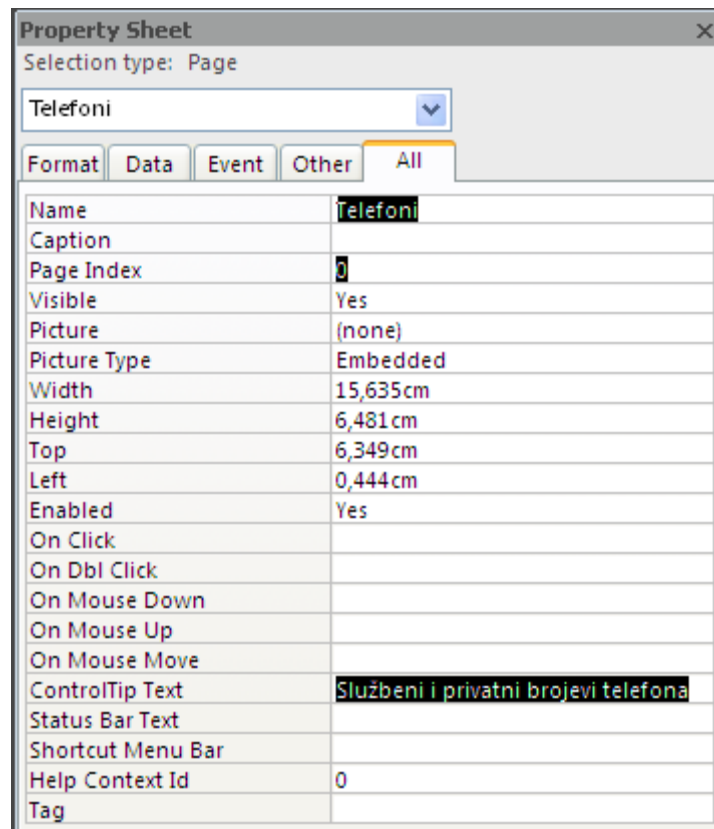 Property Sheet
Selection type: Page
Telefoni
Format Data Event Other All
Name Telefoni
Caption
Page Index 0
Visible Yes
Picture (none)
Picture Type Embedded
Width 15,635cm
Height 6,481cm
Top 6,349cm
Left 0,444cm
Enabled Yes
On Click
On Dbl Click
On Mouse Down
On Mouse Up
On Mouse Move
ControlTip Text Službeni i privatni brojevi telefona
Status Bar Text
Shortcut Menu Bar
Help Context Id 0
Tag